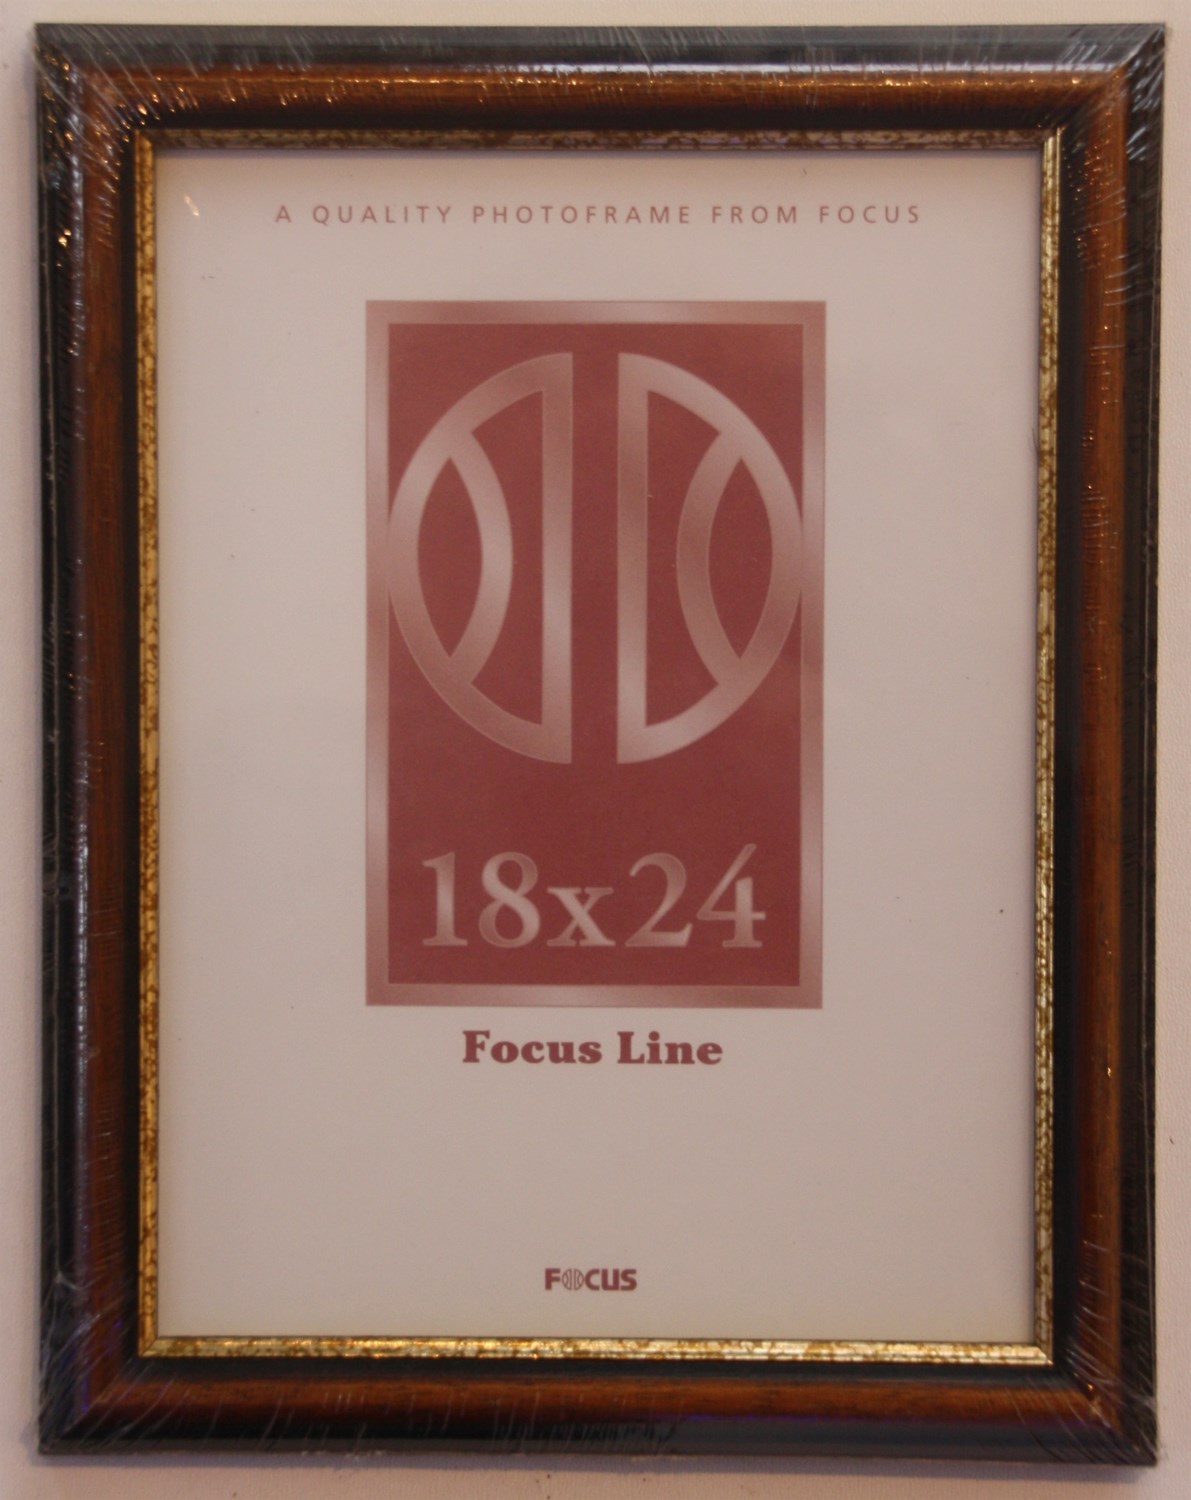 A QUALITY PHOTOFRAME FROM FOCUS
18x24
Focus Line
FOCUS